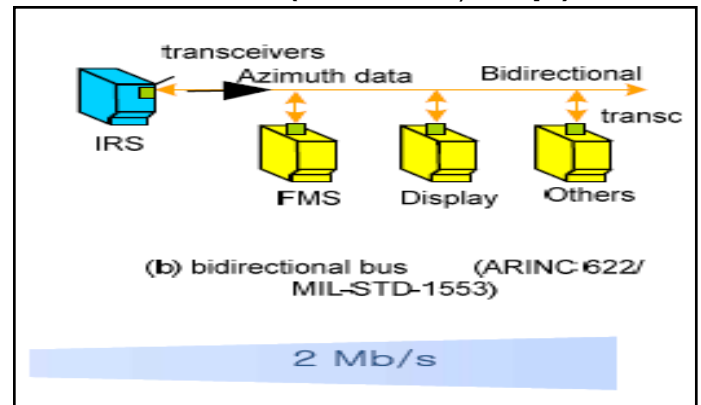 transceivers
Azimuth data
Bidirectional
transc
IRS
FMS
Display
Others
(b) bidirectional bus (ARINC 622/
MIL-STD-1553)
2 Mb/s